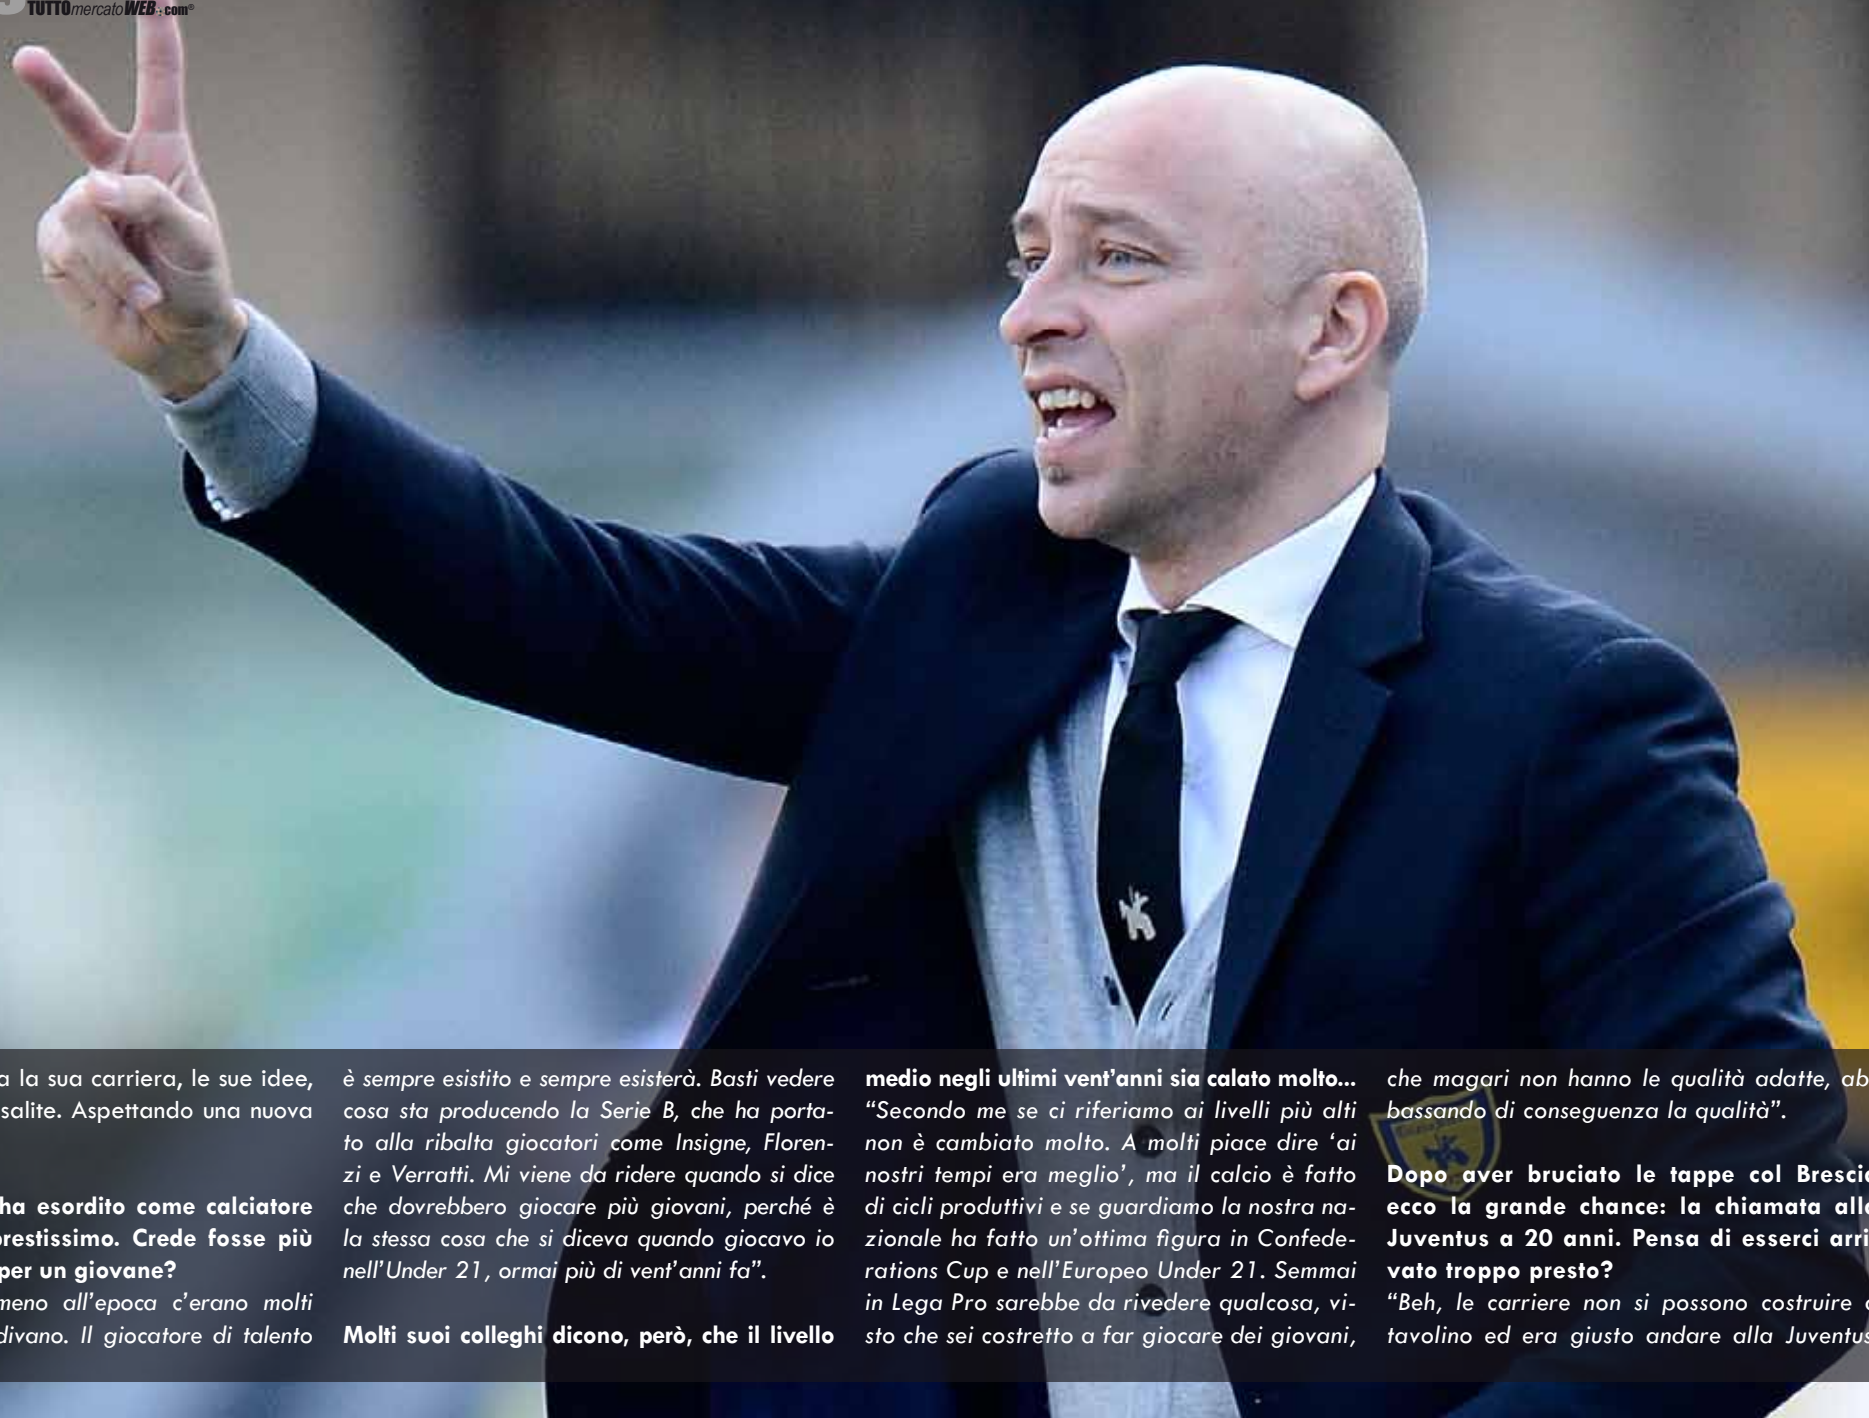 TUTTOmercatoWEB.com®
a la sua carriera, le sue idee,
salite. Aspettando una nuova
ha esordito come calciatore
prestissimo. Crede fosse più
per un giovane?
meno all'epoca c'erano molti
divano. Il giocatore di talento
è sempre esistito e sempre esisterà. Basti vedere
cosa sta producendo la Serie B, che ha porta-
to alla ribalta giocatori come Insigne, Floren-
zi e Verratti. Mi viene da ridere quando si dice
che dovrebbero giocare più giovani, perché è
la stessa cosa che si diceva quando giocavo io
nell'Under 21, ormai più di vent'anni fa”.
Molti suoi colleghi dicono, però, che il livello
medio negli ultimi vent'anni sia calato molto...
“Secondo me se ci riferiamo ai livelli più alti
non è cambiato molto. A molti piace dire ‘ai
nostri tempi era meglio’, ma il calcio è fatto
di cicli produttivi e se guardiamo la nostra na-
zionale ha fatto un'ottima figura in Confede-
rations Cup e nell'Europeo Under 21. Semmai
in Lega Pro sarebbe da rivedere qualcosa, vi-
sto che sei costretto a far giocare dei giovani,
che magari non hanno le qualità adatte, ab
bassando di conseguenza la qualità”.
Dopo aver bruciato le tappe col Brescia
ecco la grande chance: la chiamata alla
Juventus a 20 anni. Pensa di esserci arri
vato troppo presto?
“Beh, le carriere non si possono costruire a
tavolino ed era giusto andare alla Juventus